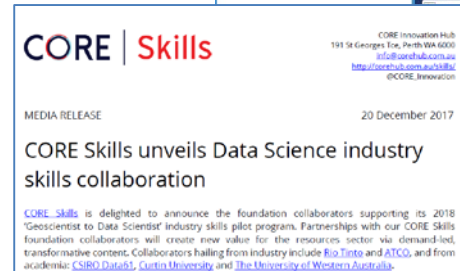 CORE | Skills
CORE Innovation Hub
191 St Georges Tce, Perth WA 6000
info@corehub.com.au
http://corehub.com.au/skills/
@CORE_Innovation
MEDIA RELEASE
20 December 2017
CORE Skills unveils Data Science industry
skills collaboration
CORE Skills is delighted to announce the foundation collaborators supporting its 2018
'Geoscientist to Data Scientist' industry skills pilot program. Partnerships with our CORE Skills
foundation collaborators will create new value for the resources sector via demand-led,
transformative content. Collaborators hailing from industry include Rio Tinto and ATCO, and from
academia: CSIRO Data61, Curtin University and The University of Western Australia.